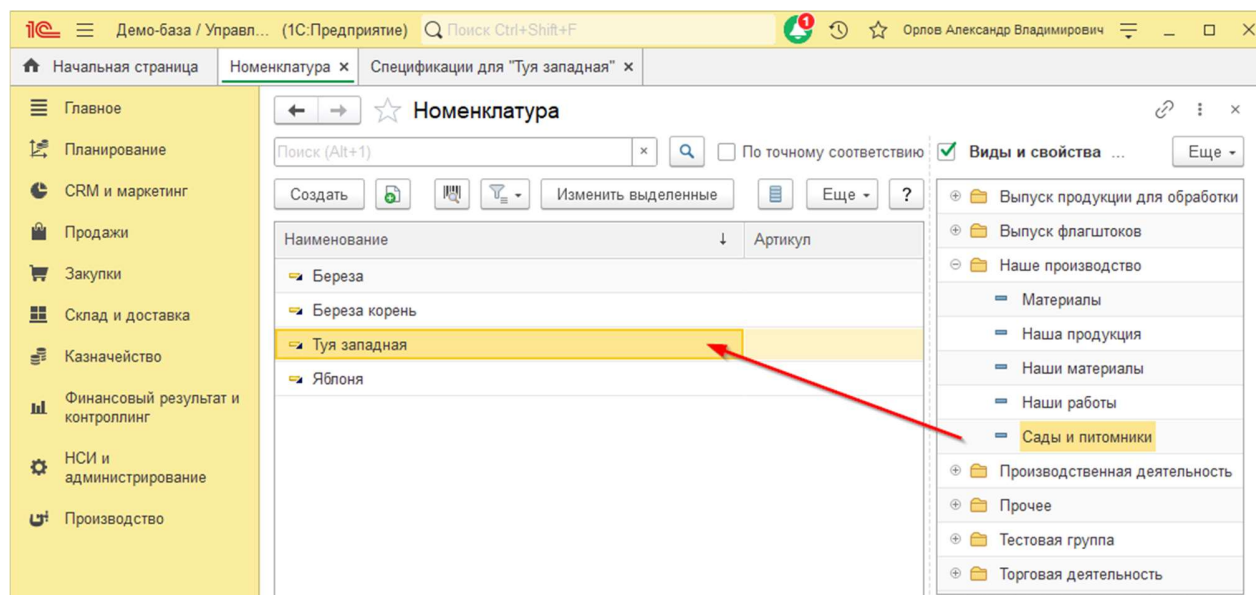 1С Демо-база / Управл... (1С:Предприятие) Поиск Ctrl+Shift+F 1 Орлов Александр Владимирович
Начальная страница Номенклатура × Спецификации для "Туя западная" ×
Главное
Планирование
CRM и маркетинг
Продажи
Закупки
Склад и доставка
Казначейство
Финансовый результат и
контроллинг
НСИ и
администрирование
Производство
Номенклатура
Поиск (Alt+1) × По точному соответствию
Создать Изменить выделенные Еще ?
Наименование ↓ Артикул
Береза
Береза корень
Туя западная
Яблоня
Виды и свойства ... Еще
Выпуск продукции для обработки
Выпуск флагштоков
Наше производство
Материалы
Наша продукция
Наши материалы
Наши работы
Сады и питомники
Производственная деятельность
Прочее
Тестовая группа
Торговая деятельность